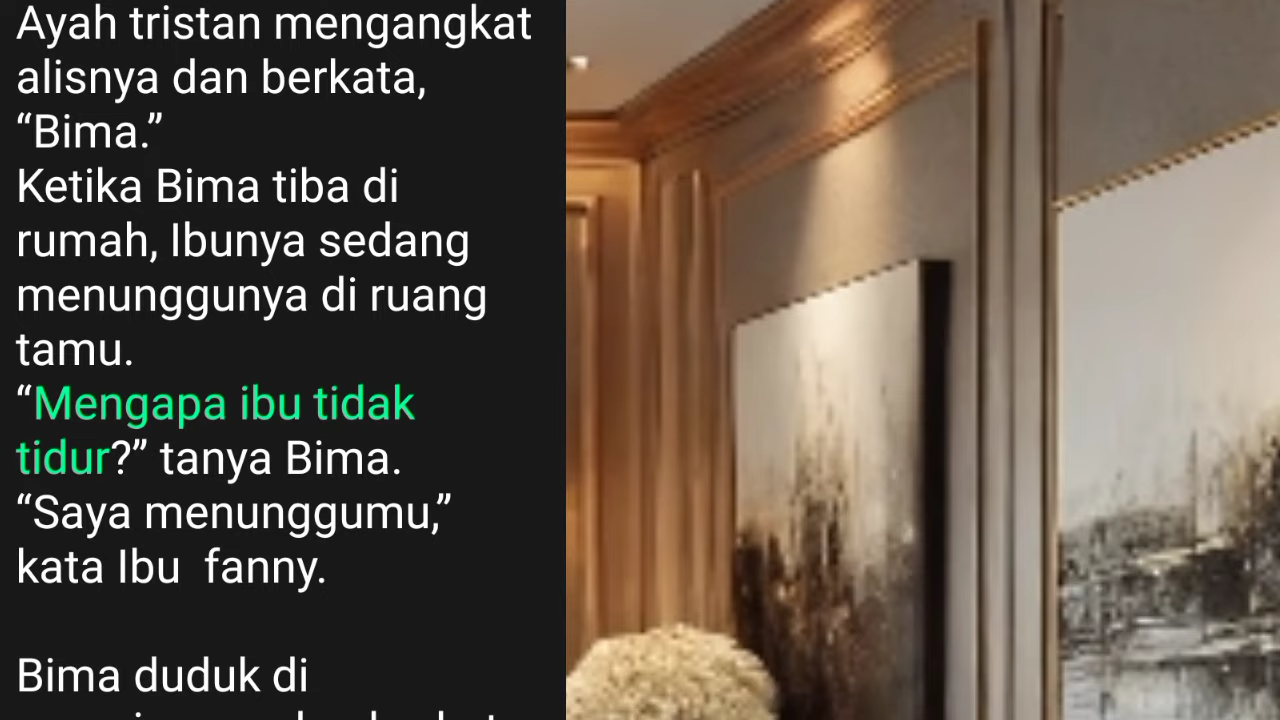 Ayah tristan mengangkat
alisnya dan berkata,
“Bima.”
Ketika Bima tiba di
rumah, Ibunya sedang
menunggunya di ruang
tamu.
“Mengapa ibu tidak
tidur?” tanya Bima.
“Saya menunggumu,”
kata Ibu  fanny.
Bima duduk di